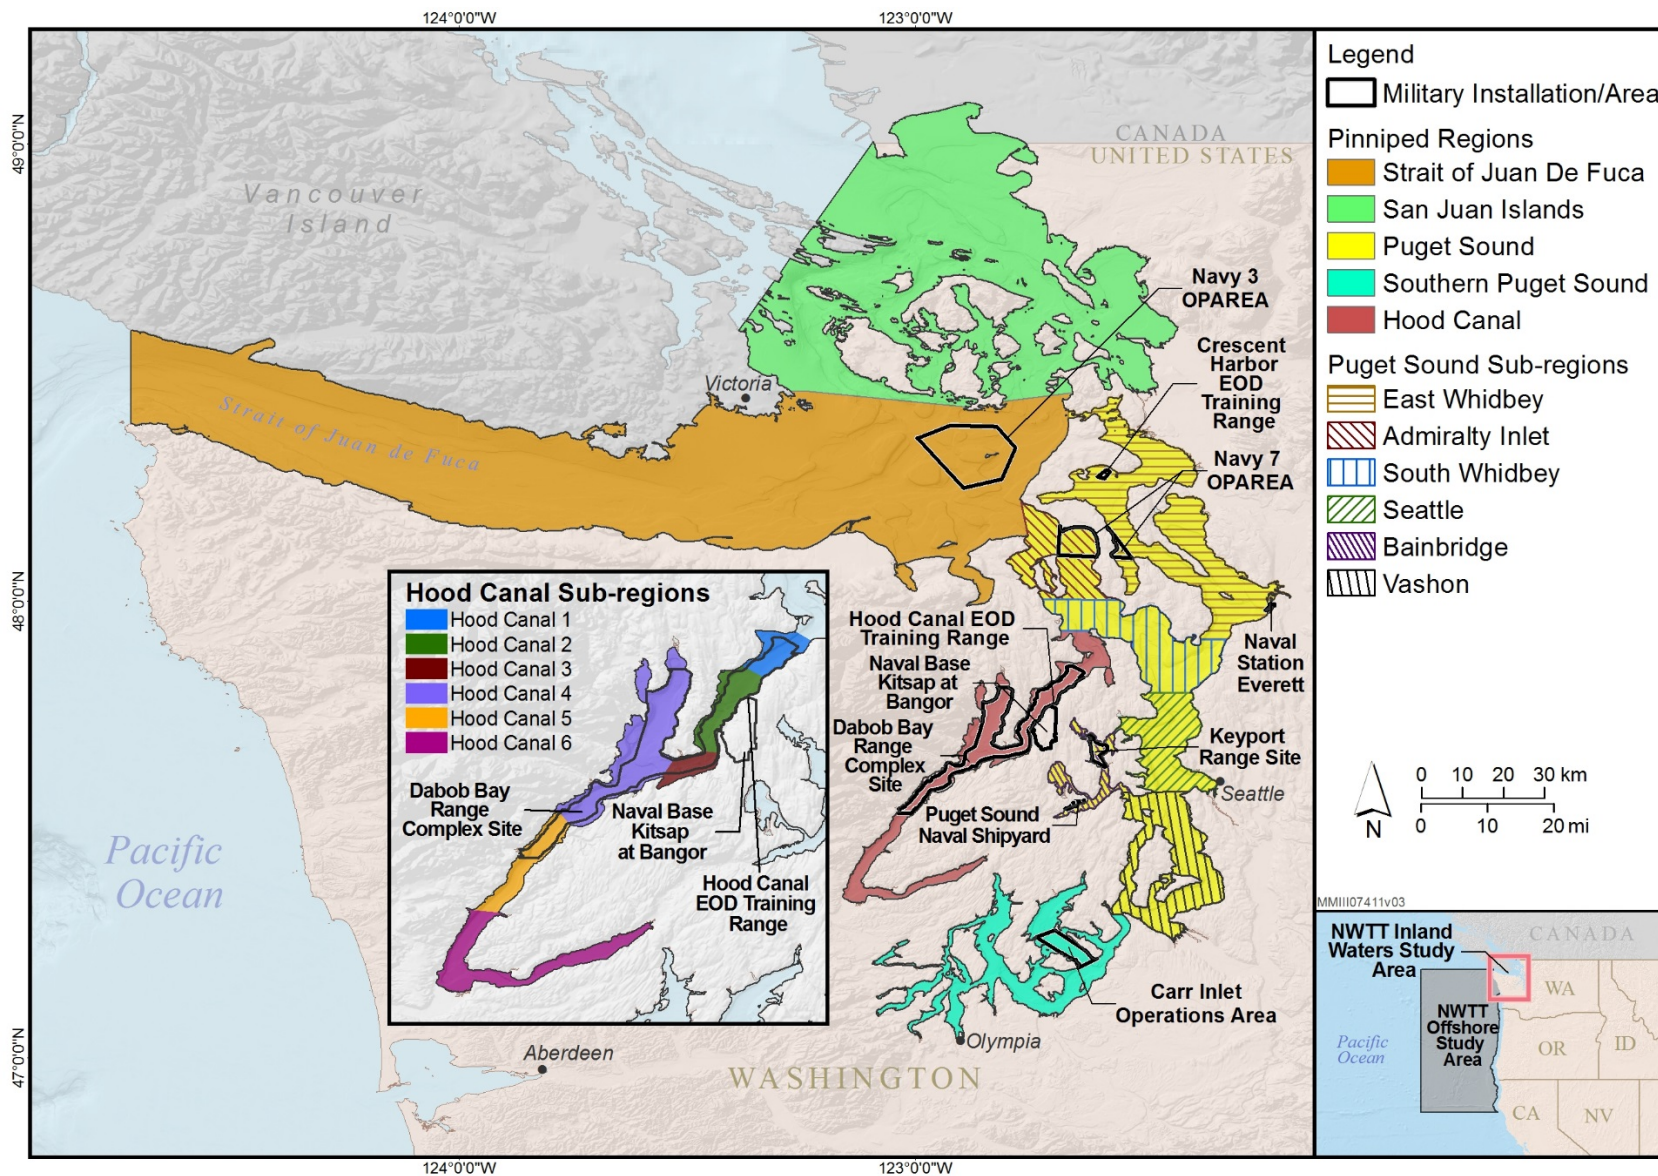 124°0'0"W
123°0'0"W
49°0'0"N
48°0'0"N
47°0'0"N
CANADA
UNITED STATES
Vancouver
Island
Victoria
Strait of Juan de Fuca
Navy 3
OPAREA
Crescent
Harbor
EOD
Training
Range
Navy 7
OPAREA
Hood Canal EOD
Training Range
Naval Base
Kitsap at
Bangor
Dabob Bay
Range
Complex
Site
Naval
Station
Everett
Keyport
Range Site
Puget Sound
Naval Shipyard
Seattle
Carr Inlet
Operations Area
Olympia
Aberdeen
WASHINGTON
Pacific
Ocean
Hood Canal Sub-regions
Hood Canal 1
Hood Canal 2
Hood Canal 3
Hood Canal 4
Hood Canal 5
Hood Canal 6
Dabob Bay
Range
Complex Site
Naval Base
Kitsap
at Bangor
Hood Canal
EOD Training
Range
124°0'0"W
123°0'0"W
Legend
Military Installation/Area
Pinniped Regions
Strait of Juan De Fuca
San Juan Islands
Puget Sound
Southern Puget Sound
Hood Canal
Puget Sound Sub-regions
East Whidbey
Admiralty Inlet
South Whidbey
Seattle
Bainbridge
Vashon
N
0 10 20 30 km
0 10 20 mi
MMIII07411v03
NWTT Inland
Waters Study
Area
CANADA
WA
NWTT
Offshore
Study
Area
Pacific
Ocean
OR
ID
CA
NV